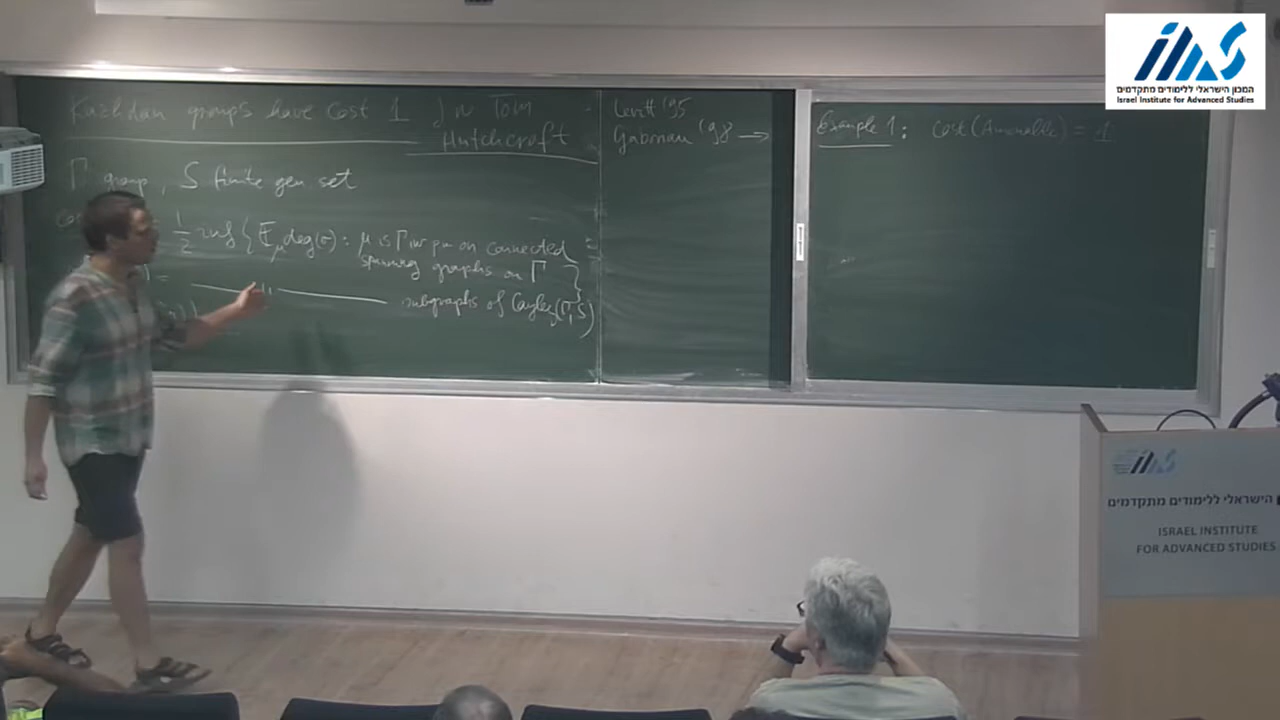 Kazhdan groups have Cost 1 J w Tom
Hutchcroft
Γ group, S finite gen set
1/2 inf { E_μ deg(σ) : μ is Γ inv pm on connected
spanning graphs on Γ }
= ——— " ——— subgraphs of Cayley(Γ, S)
Levitt '95
Gaboriau '98 →
Example 1: cost(Amenable) = 1
המכון הישראלי ללימודים מתקדמים
Israel Institute for Advanced Studies
הישראלי ללימודים מתקדמים
ISRAEL INSTITUTE
FOR ADVANCED STUDIES